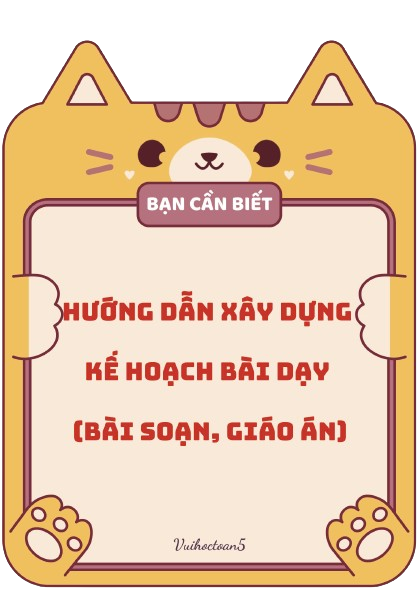 BẠN CẦN BIẾT
HƯỚNG DẪN XÂY DỰNG
KẾ HOẠCH BÀI DẠY
(BÀI SOẠN, GIÁO ÁN)
Vuihoctoan5